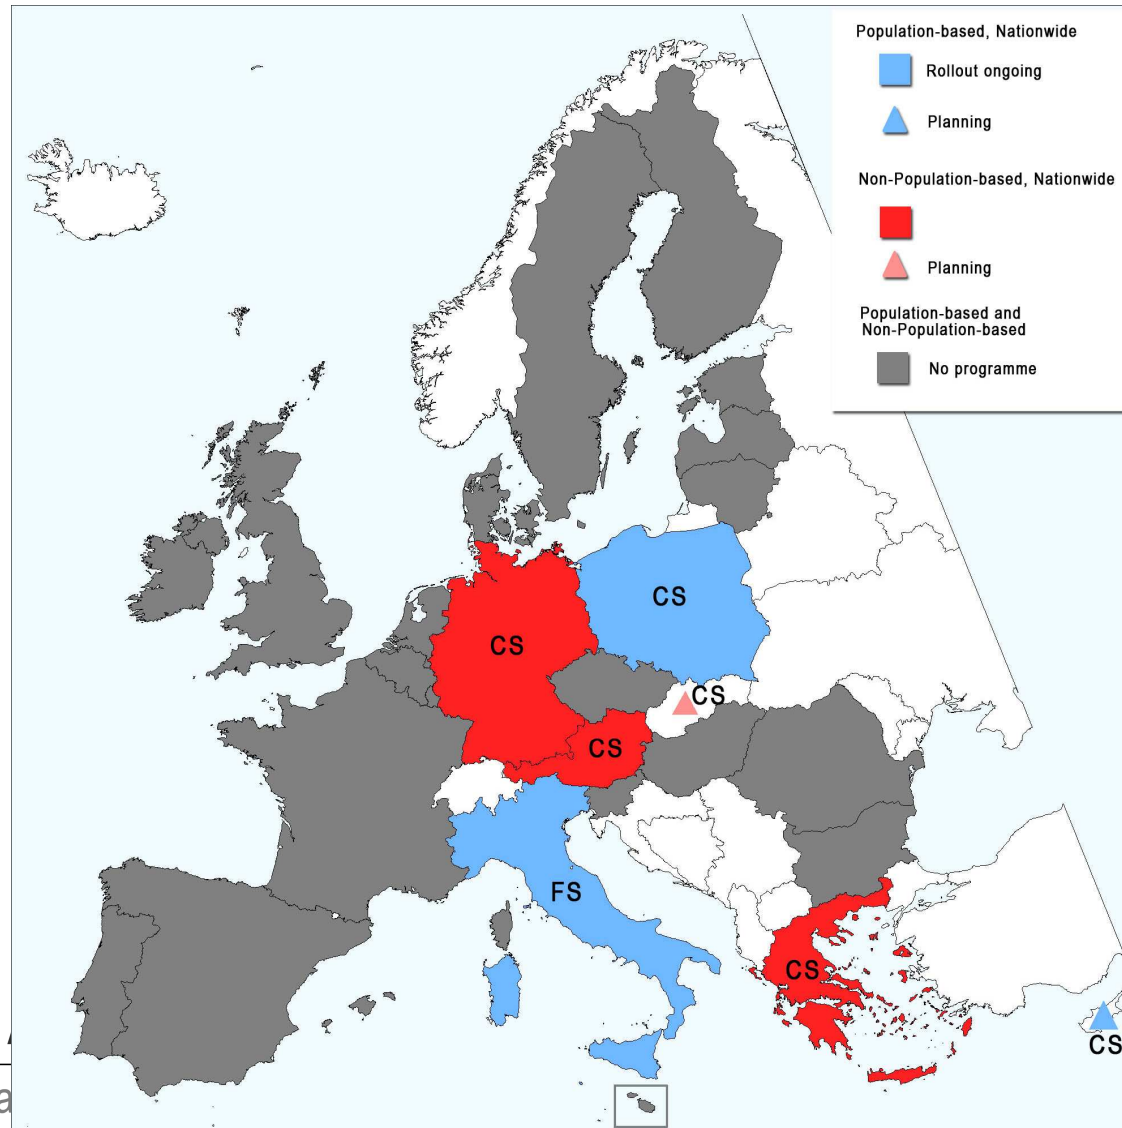 Population-based, Nationwide
Rollout ongoing
Planning
Non-Population-based, Nationwide
Planning
Population-based and
Non-Population-based
No programme
CS
CS
CS
CS
FS
CS
CS
a